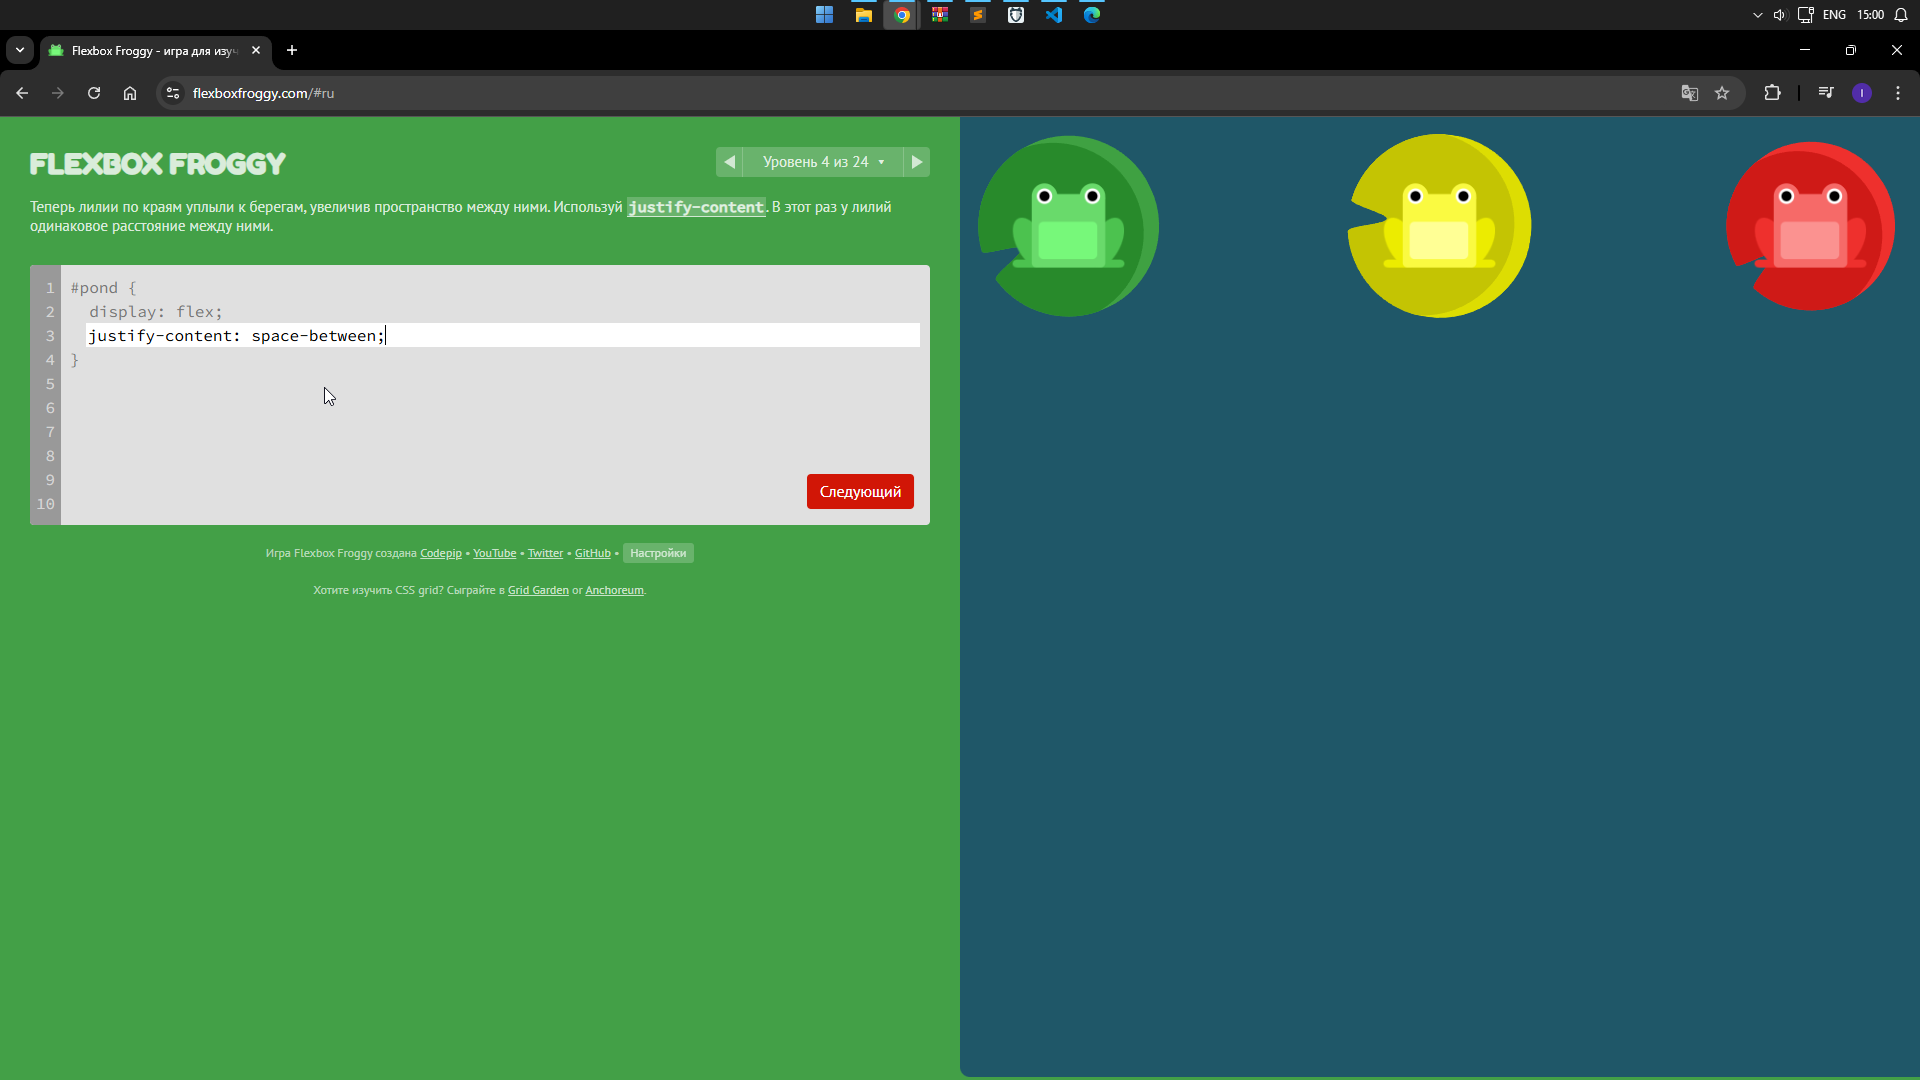 ENG 15:00
Flexbox Froggy - игра для изуч
flexboxfroggy.com/#ru
I
FLEXBOX FROGGY
Уровень 4 из 24
Теперь лилии по краям уплыли к берегам, увеличив пространство между ними. Используй justify-content. В этот раз у лилий
одинаковое расстояние между ними.
1 #pond {
2 display: flex;
3 justify-content: space-between;
4 }
5
6
7
8
9
10
Следующий
Игра Flexbox Froggy создана Codepip • YouTube • Twitter • GitHub • Настройки
Хотите изучить CSS grid? Сыграйте в Grid Garden or Anchoreum.